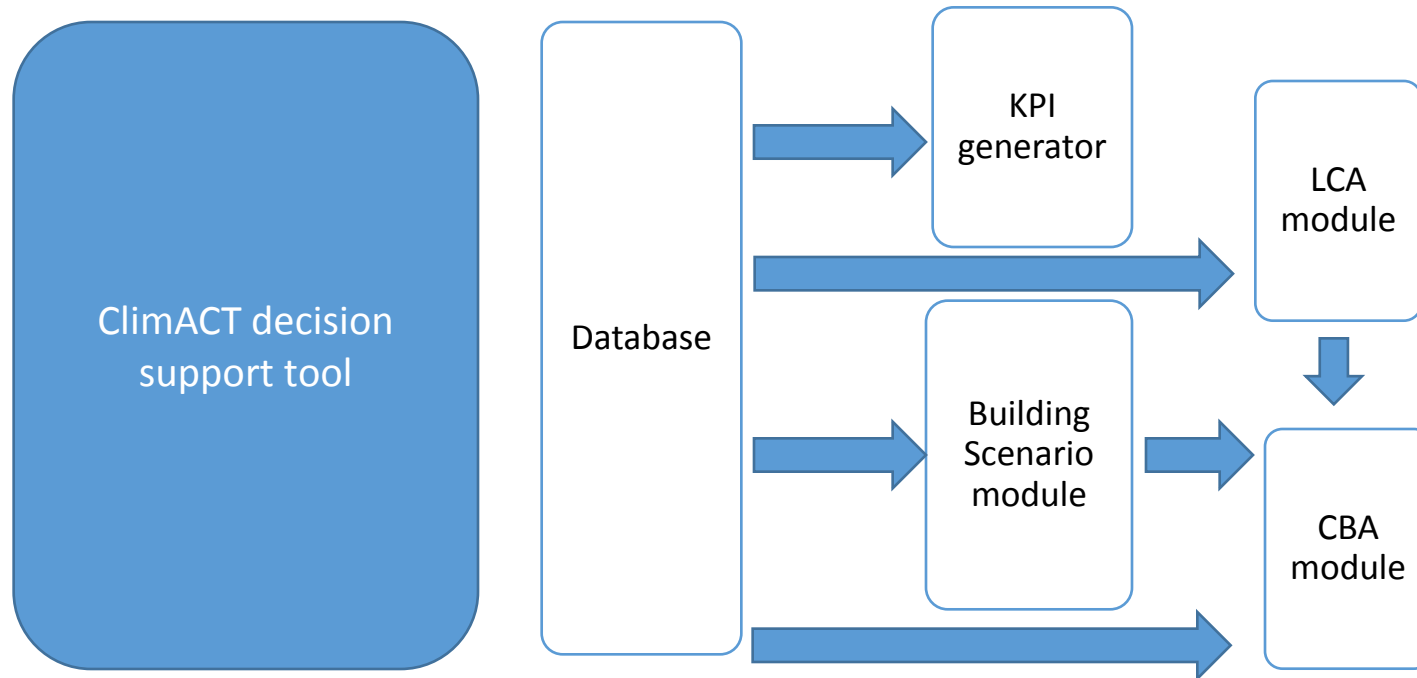 ClimACT decision
support tool
Database
KPI
generator
Building
Scenario
module
LCA
module
CBA
module